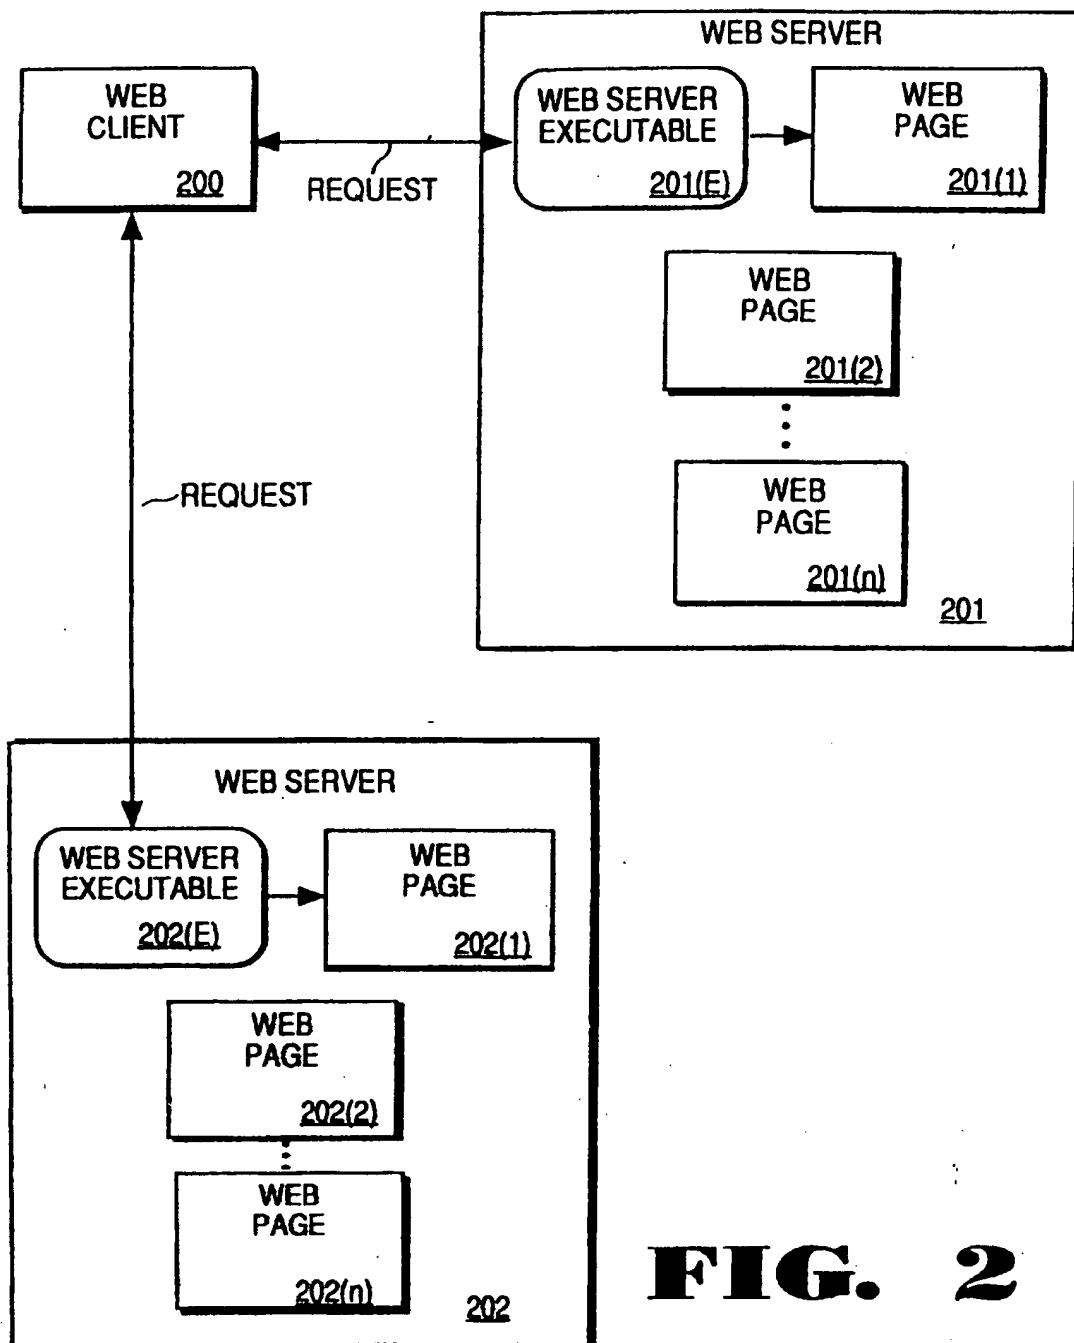 WEB SERVER
WEB
CLIENT
200
REQUEST
WEB SERVER
EXECUTABLE
201(E)
WEB
PAGE
201(1)
WEB
PAGE
201(2)
WEB
PAGE
201(n)
201
REQUEST
WEB SERVER
WEB SERVER
EXECUTABLE
202(E)
WEB
PAGE
202(1)
WEB
PAGE
202(2)
WEB
PAGE
202(n)
202
FIG. 2